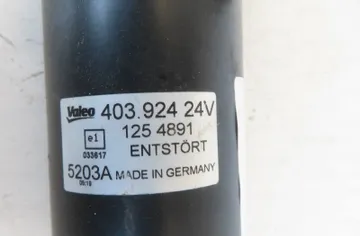 Valeo 403.924 24V
e1 125 4891
033617 ENTSTÖRT
5203A MADE IN GERMANY